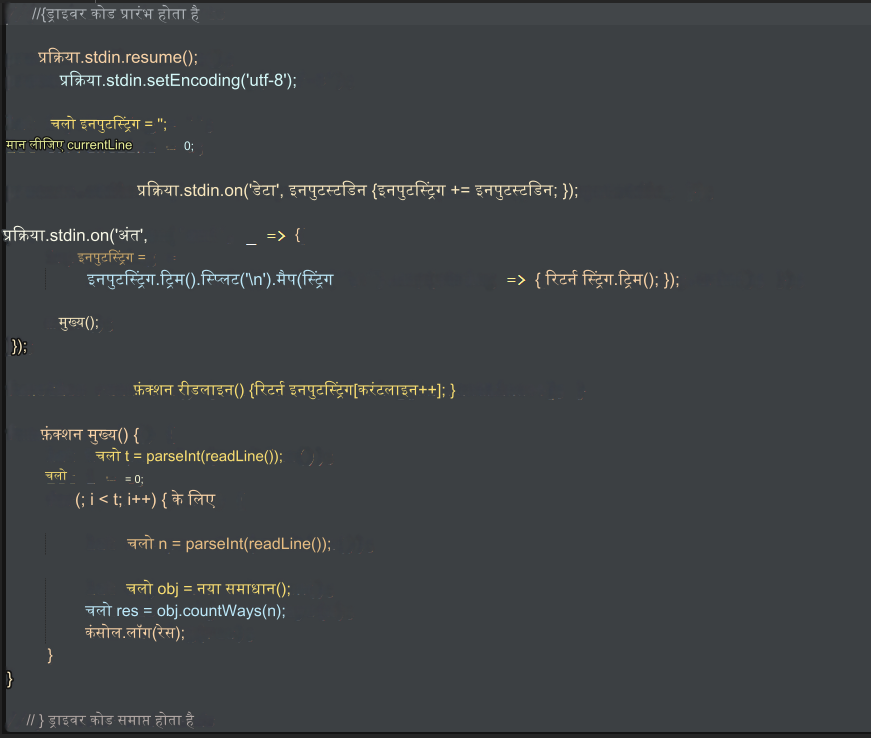 //{ड्राइवर कोड प्रारंभ होता है
प्रक्रिया.stdin.resume();
प्रक्रिया.stdin.setEncoding('utf-8');
चलो इनपुटस्ट्रिंग = '';
मान लीजिए currentLine 0;
प्रक्रिया.stdin.on('डेटा', इनपुटस्टडिन {इनपुटस्ट्रिंग += इनपुटस्टडिन; });
प्रक्रिया.stdin.on('अंत', _ => {
इनपुटस्ट्रिंग =
इनपुटस्ट्रिंग.ट्रिम().स्प्लिट('\n').मैप(स्ट्रिंग => { रिटर्न स्ट्रिंग.ट्रिम(); });
मुख्य();
});
फ़ंक्शन रीडलाइन() {रिटर्न इनपुटस्ट्रिंग[करंटलाइन++]; }
फ़ंक्शन मुख्य() {
चलो t = parseInt(readLine());
चलो = 0;
(; i < t; i++) { के लिए
चलो n = parseInt(readLine());
चलो obj = नया समाधान();
चलो res = obj.countWays(n);
कंसोल.लॉग(रेस);
}
}
// } ड्राइवर कोड समाप्त होता है